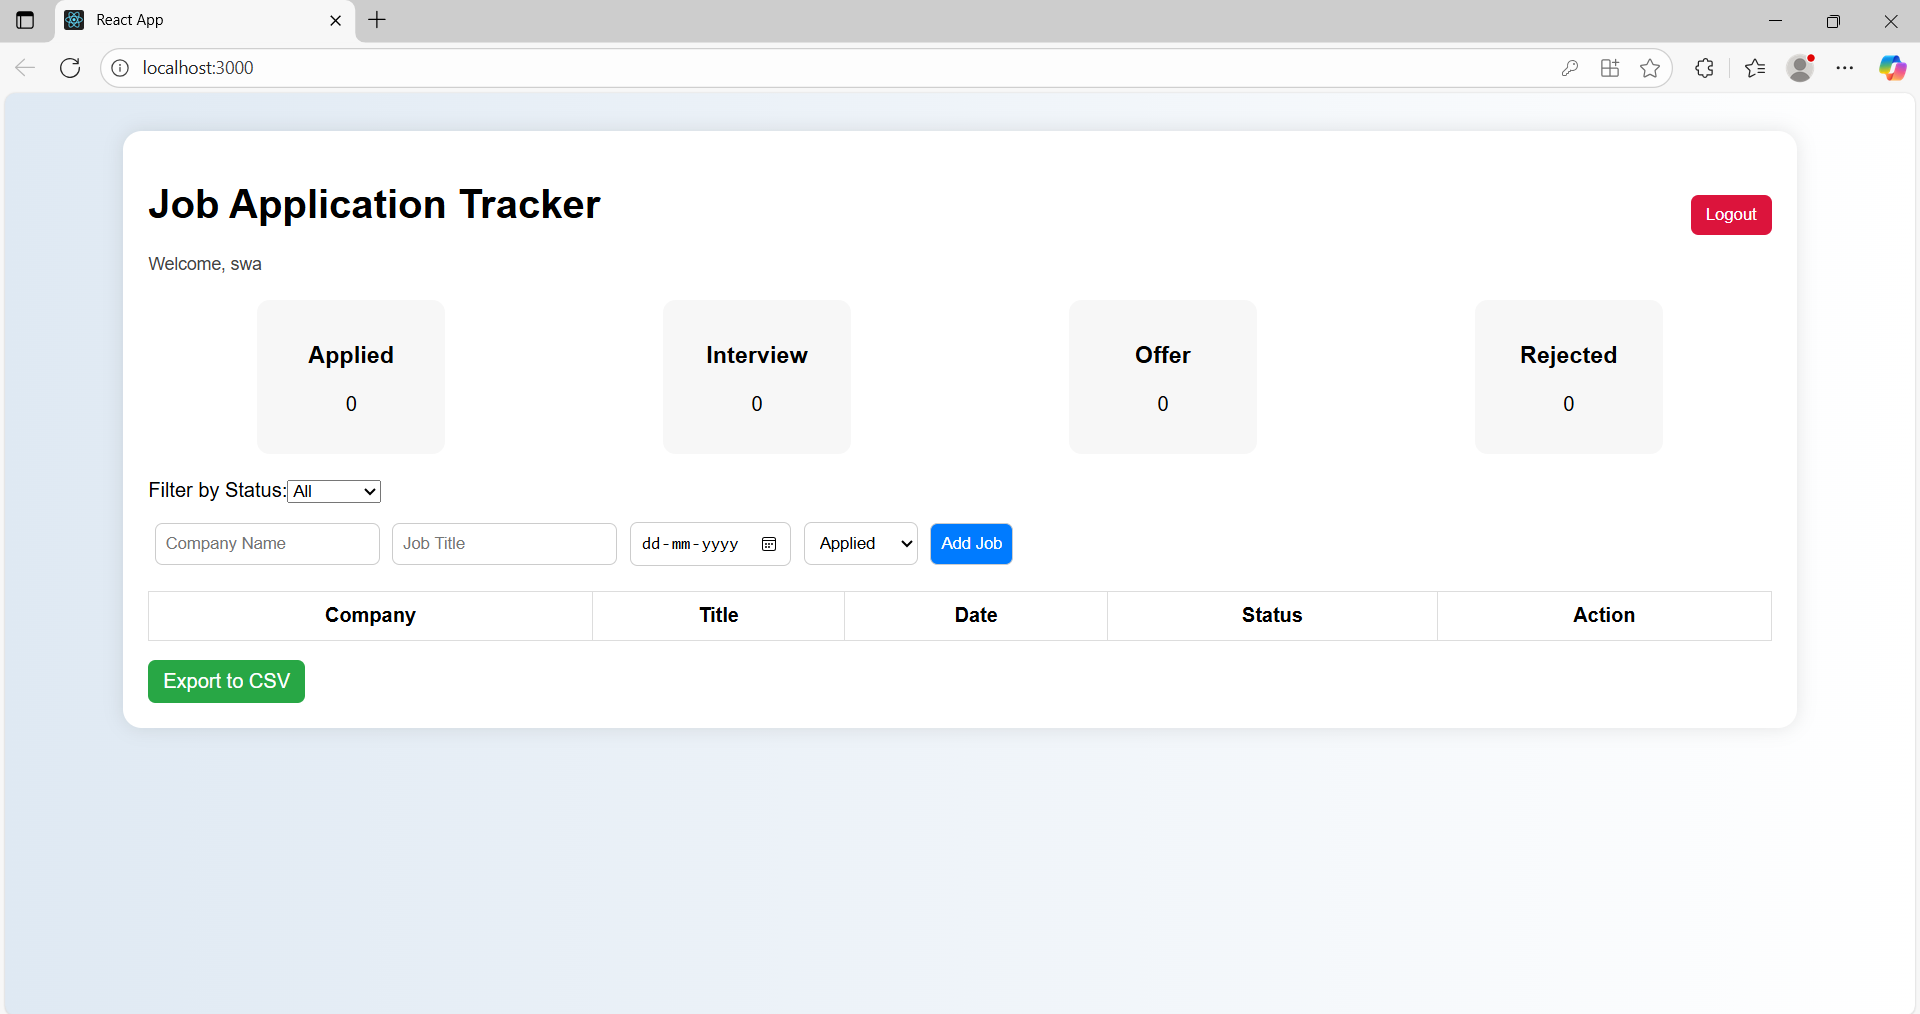 React App
localhost:3000
Job Application Tracker
Logout
Welcome, swa
Applied Interview Offer Rejected
0 0 0 0
Filter by Status: All
Company Name Job Title dd-mm-yyyy Applied Add Job
Company Title Date Status Action
Export to CSV